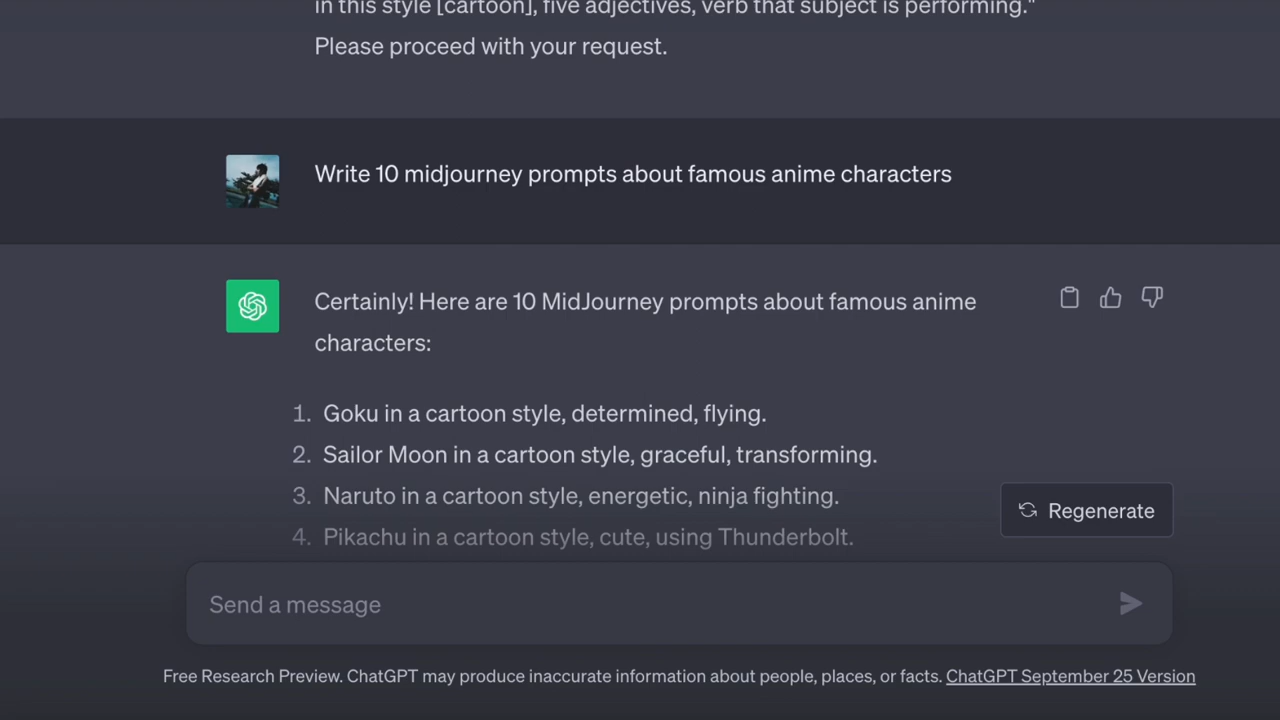 in this style [cartoon], five adjectives, verb that subject is performing."
Please proceed with your request.
Write 10 midjourney prompts about famous anime characters
Certainly! Here are 10 MidJourney prompts about famous anime
characters:
1. Goku in a cartoon style, determined, flying.
2. Sailor Moon in a cartoon style, graceful, transforming.
3. Naruto in a cartoon style, energetic, ninja fighting.
Regenerate
4. Pikachu in a cartoon style, cute, using Thunderbolt.
Send a message
Free Research Preview. ChatGPT may produce inaccurate information about people, places, or facts. ChatGPT September 25 Version